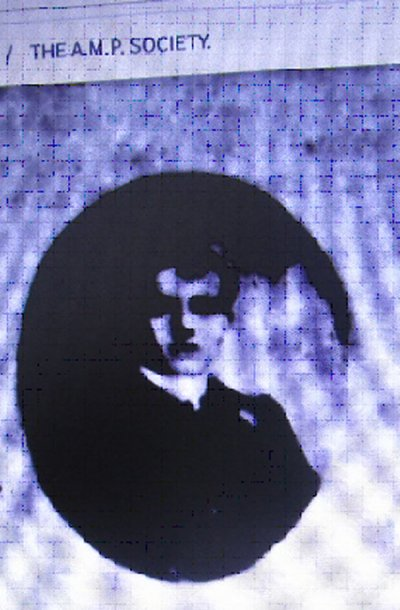 / THE A.M.P. SOCIETY.